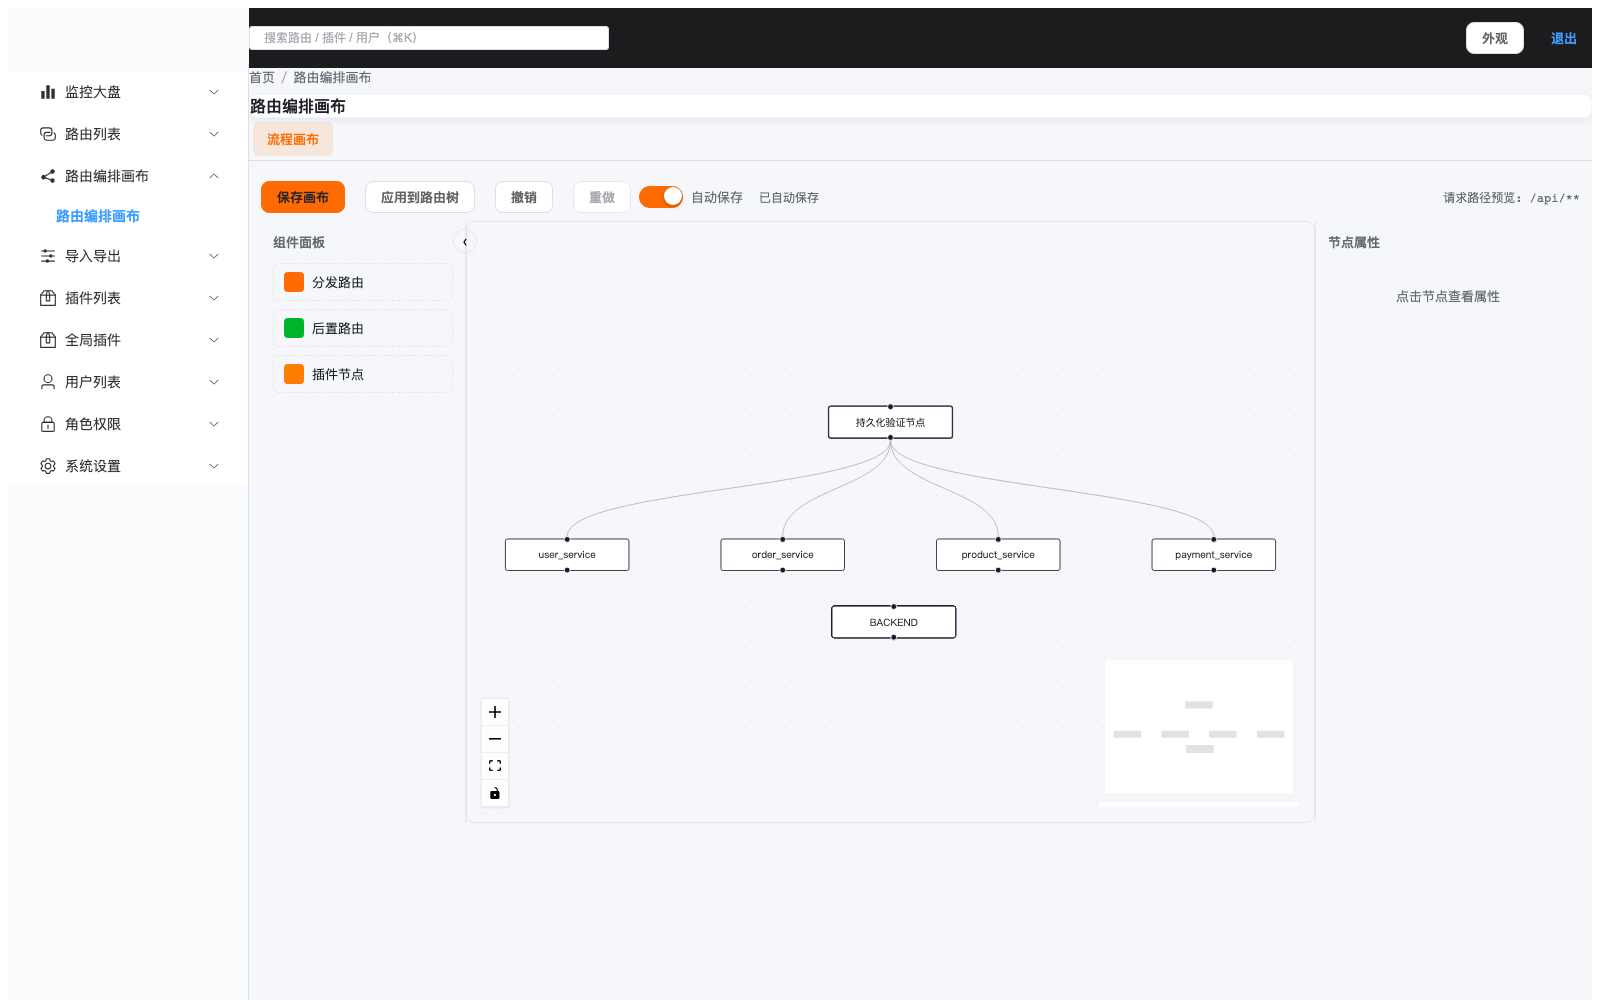 搜索路由 / 插件 / 用户（⌘K）
外观
退出
监控大盘
路由列表
路由编排画布
路由编排画布
导入导出
插件列表
全局插件
用户列表
角色权限
系统设置
首页 / 路由编排画布
路由编排画布
流程画布
保存画布
应用到路由树
撤销
重做
自动保存
已自动保存
请求路径预览: /api/**
组件面板
分发路由
后置路由
插件节点
持久化验证节点
user_service
order_service
product_service
payment_service
BACKEND
节点属性
点击节点查看属性